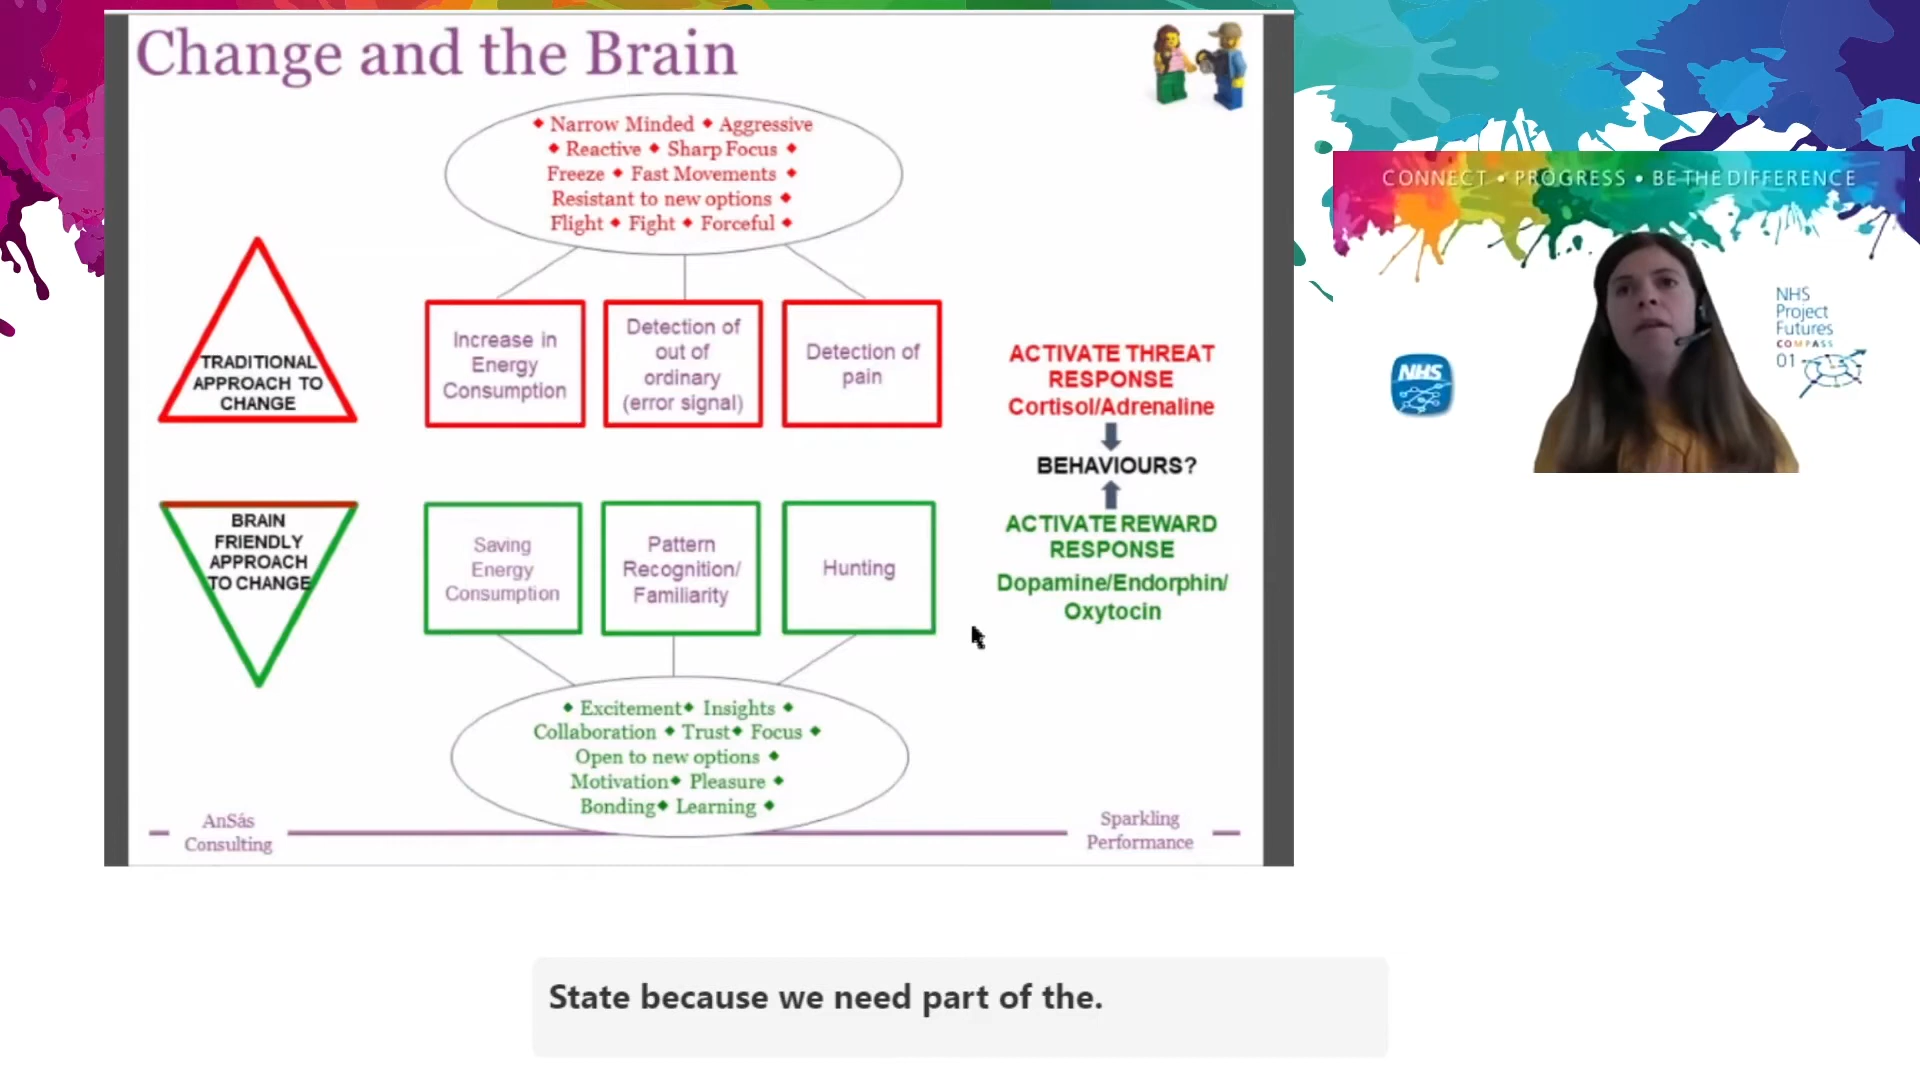 Change and the Brain
◆ Narrow Minded ◆ Aggressive
◆ Reactive ◆ Sharp Focus ◆
Freeze ◆ Fast Movements ◆
Resistant to new options ◆
Flight ◆ Fight ◆ Forceful ◆
TRADITIONAL
APPROACH TO
CHANGE
Increase in
Energy
Consumption
Detection of
out of
ordinary
(error signal)
Detection of
pain
ACTIVATE THREAT
RESPONSE
Cortisol/Adrenaline
BEHAVIOURS?
ACTIVATE REWARD
RESPONSE
Dopamine/Endorphin/
Oxytocin
BRAIN
FRIENDLY
APPROACH
TO CHANGE
Saving
Energy
Consumption
Pattern
Recognition/
Familiarity
Hunting
◆ Excitement◆ Insights ◆
Collaboration ◆ Trust◆ Focus ◆
Open to new options ◆
Motivation◆ Pleasure ◆
Bonding◆ Learning ◆
AnSás
Consulting
Sparkling
Performance
CONNECT • PROGRESS • BE THE DIFFERENCE
NHS
NHS
Project
Futures
COMPASS
01
State because we need part of the.